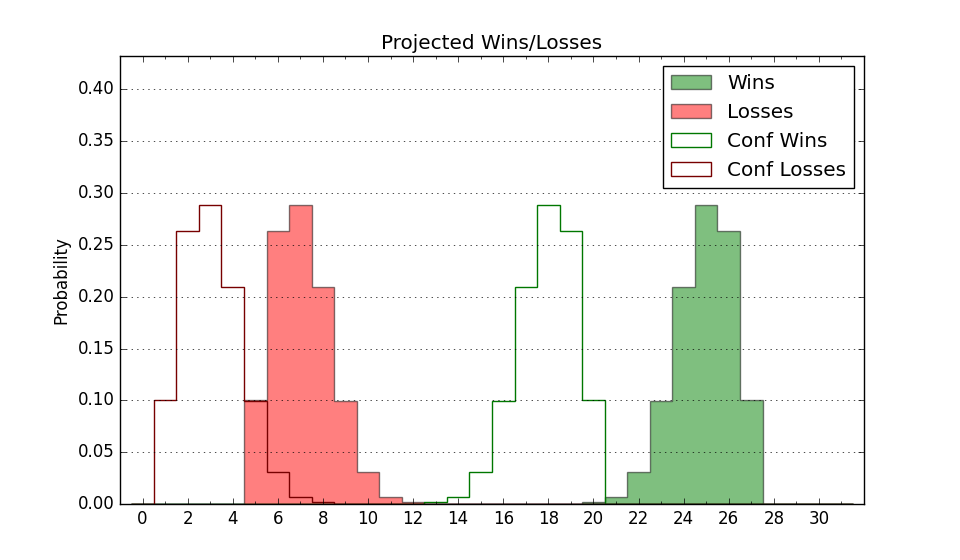 Projected Wins/Losses
Wins
Losses
Conf Wins
Conf Losses
Probability
0.40
0.35
0.30
0.25
0.20
0.15
0.10
0.05
0.00
0 2 4 6 8 10 12 14 16 18 20 22 24 26 28 30